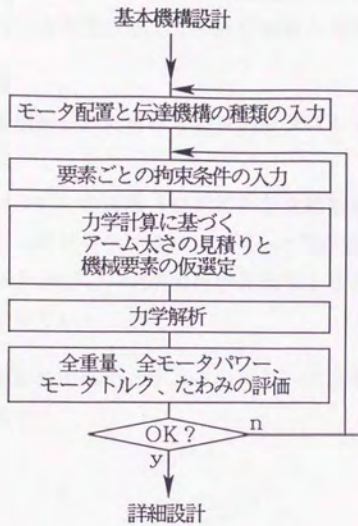 基本機構設計
モータ配置と伝達機構の種類の入力
要素ごとの拘束条件の入力
力学計算に基づく
アーム太さの見積りと
機械要素の仮選定
力学解析
全重量、全モータパワー、
モータトルク、たわみの評価
OK?
n
y
詳細設計